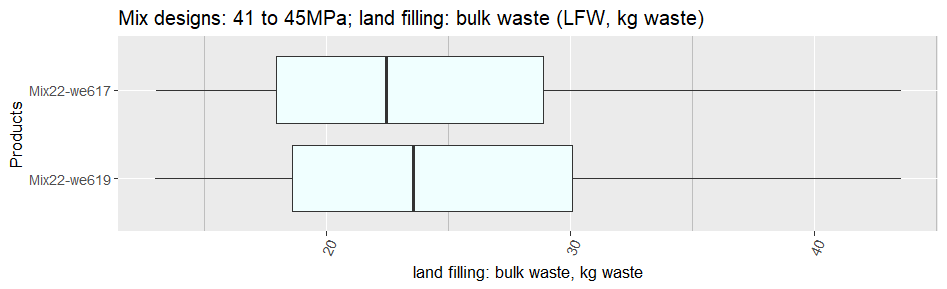 Mix designs: 41 to 45MPa; land filling: bulk waste (LFW, kg waste)
Products
Mix22-we617
Mix22-we619
20
30
40
land filling: bulk waste, kg waste